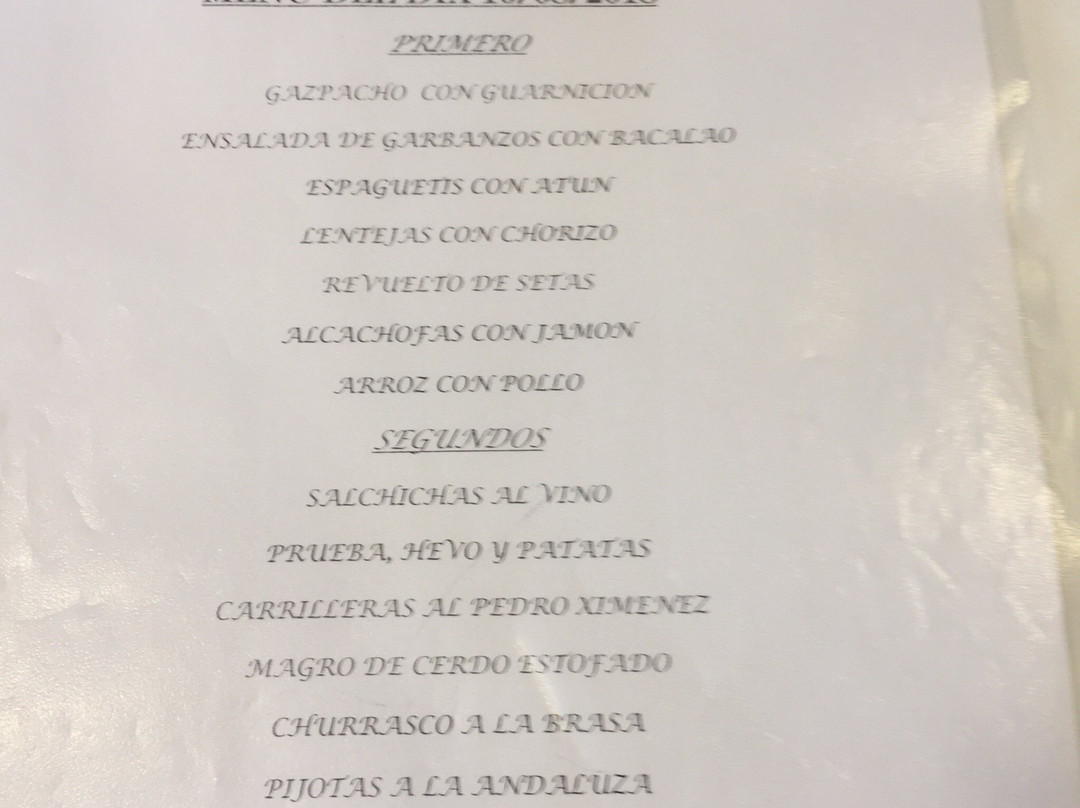 PRIMERO
GAZPACHO CON GUARNICION
ENSALADA DE GARBANZOS CON BACALAO
ESPAGUETIS CON ATUN
LENTEJAS CON CHORIZO
REVUELTO DE SETAS
ALCACHOFAS CON JAMON
ARROZ CON POLLO
SEGUNDOS
SALCHICHAS AL VINO
PRUEBA, HEVO Y PATATAS
CARRILLERAS AL PEDRO XIMENEZ
MAGRO DE CERDO ESTOFADO
CHURRASCO A LA BRASA
PIJOTAS A LA ANDALUZA